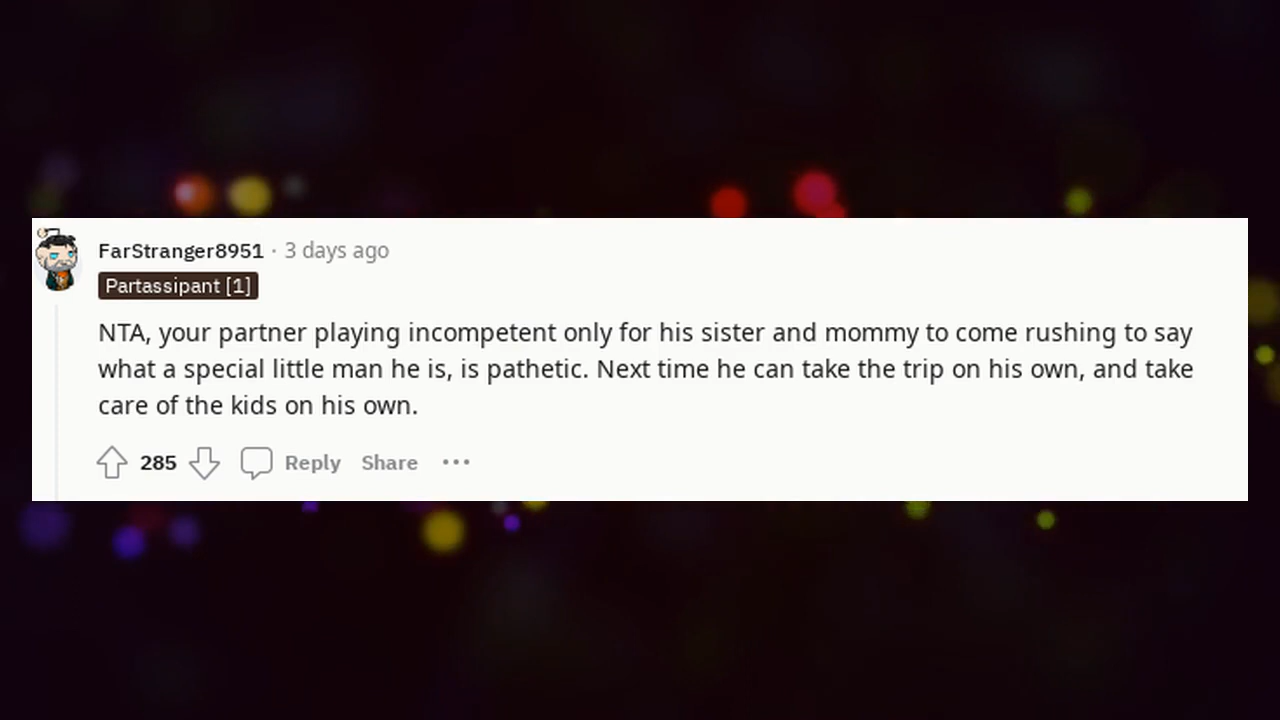 FarStranger8951 · 3 days ago
Partassipant [1]
NTA, your partner playing incompetent only for his sister and mommy to come rushing to say
what a special little man he is, is pathetic. Next time he can take the trip on his own, and take
care of the kids on his own.
285 Reply Share ···